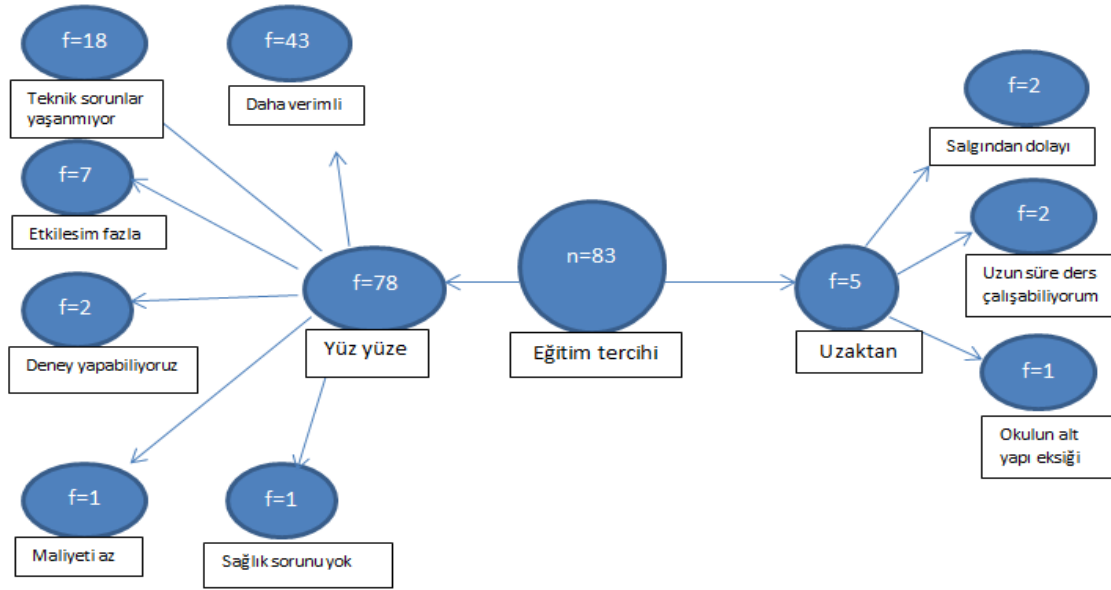 f=18
Teknik sorunlar
yaşanmıyor
f=43
Daha verimli
f=7
Etkilesim fazla
f=2
Deney yapabiliyoruz
f=1
Maliyeti az
f=1
Sağlık sorunu yok
f=78
Yüz yüze
n=83
Eğitim tercihi
f=5
Uzaktan
f=2
Salgından dolayı
f=2
Uzun süre ders
çalışabiliyorum
f=1
Okulun alt
yapı eksiği